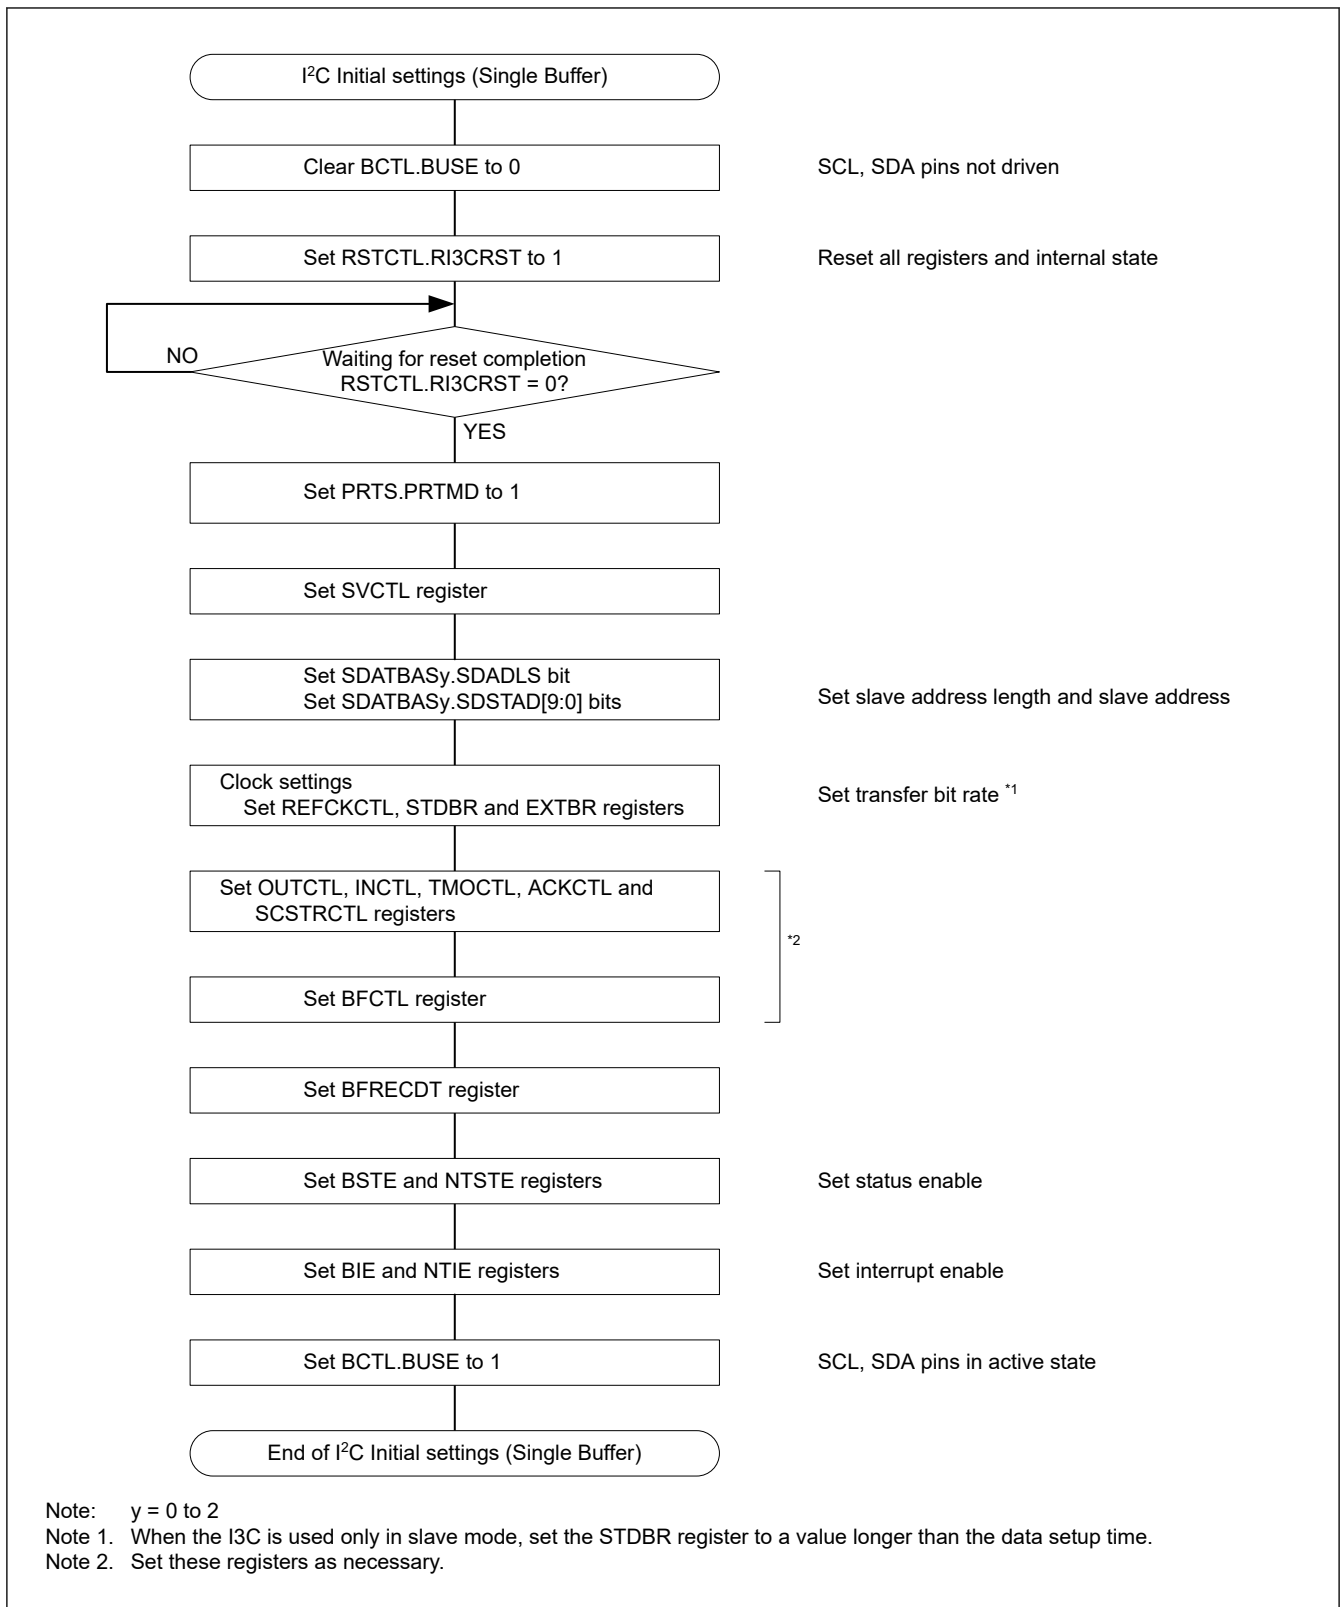 I²C Initial settings (Single Buffer)
Clear BCTL.BUSE to 0
SCL, SDA pins not driven
Set RSTCTL.RI3CRST to 1
Reset all registers and internal state
NO
Waiting for reset completion
RSTCTL.RI3CRST = 0?
YES
Set PRTS.PRTMD to 1
Set SVCTL register
Set SDATBASy.SDADLS bit
Set SDATBASy.SDSTAD[9:0] bits
Set slave address length and slave address
Clock settings
Set REFCKCTL, STDBR and EXTBR registers
Set transfer bit rate *1
Set OUTCTL, INCTL, TMOCTL, ACKCTL and
SCSTRCTL registers
*2
Set BFCTL register
Set BFRECDT register
Set BSTE and NTSTE registers
Set status enable
Set BIE and NTIE registers
Set interrupt enable
Set BCTL.BUSE to 1
SCL, SDA pins in active state
End of I²C Initial settings (Single Buffer)
Note: y = 0 to 2
Note 1. When the I3C is used only in slave mode, set the STDBR register to a value longer than the data setup time.
Note 2. Set these registers as necessary.